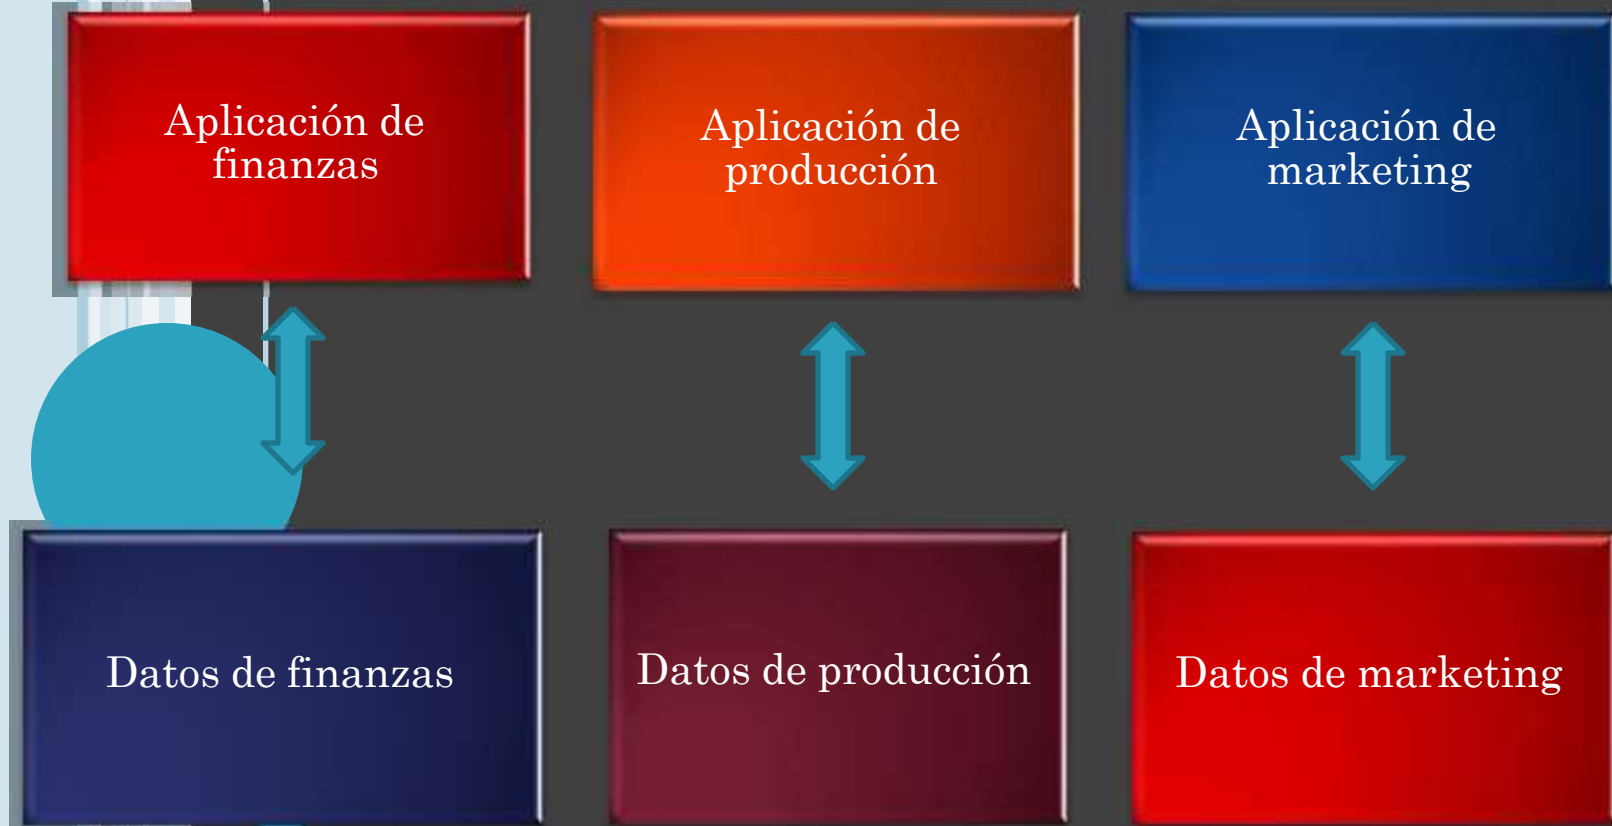 Aplicación de
finanzas
Aplicación de
producción
Aplicación de
marketing
Datos de finanzas
Datos de producción
Datos de marketing